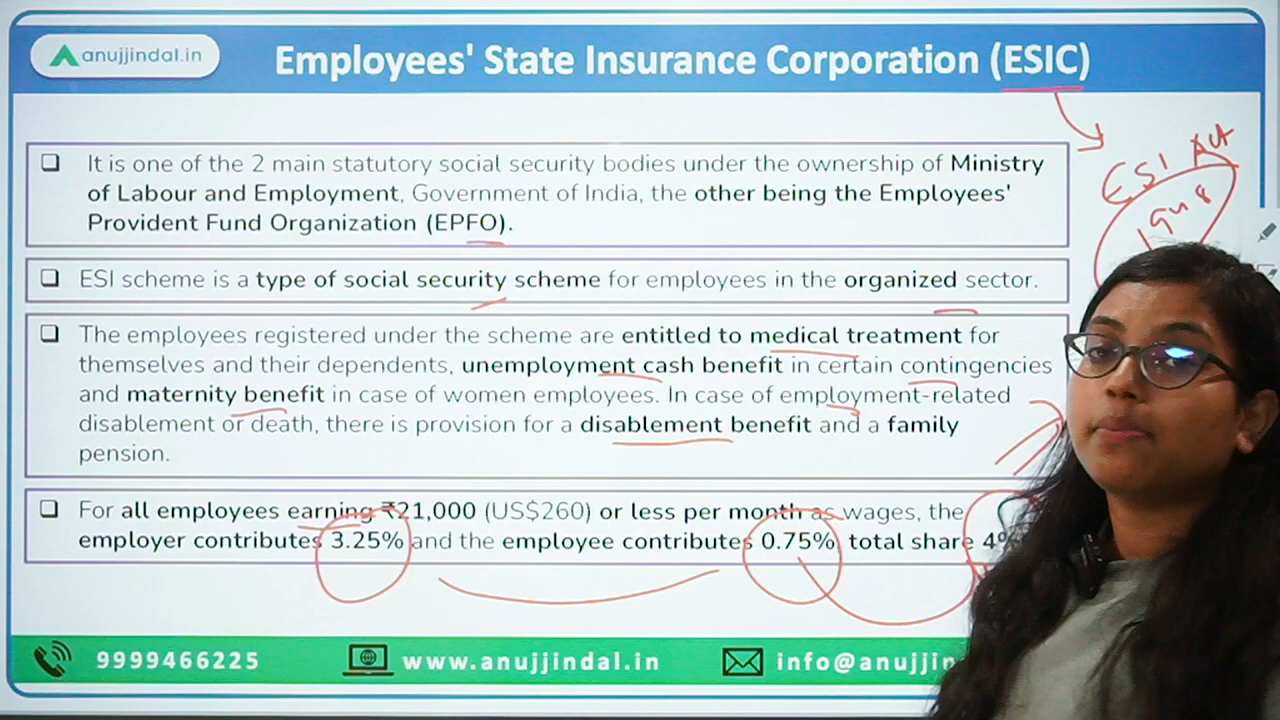 anujjindal.in
Employees' State Insurance Corporation (ESIC)
ESI Act
1948
It is one of the 2 main statutory social security bodies under the ownership of Ministry
of Labour and Employment, Government of India, the other being the Employees'
Provident Fund Organization (EPFO).
ESI scheme is a type of social security scheme for employees in the organized sector.
The employees registered under the scheme are entitled to medical treatment for
themselves and their dependents, unemployment cash benefit in certain contingencies
and maternity benefit in case of women employees. In case of employment-related
disablement or death, there is provision for a disablement benefit and a family
pension.
For all employees earning ₹21,000 (US$260) or less per month as wages, the
employer contributes 3.25% and the employee contributes 0.75%, total share 4%
9999466225
www.anujjindal.in
info@anujjin